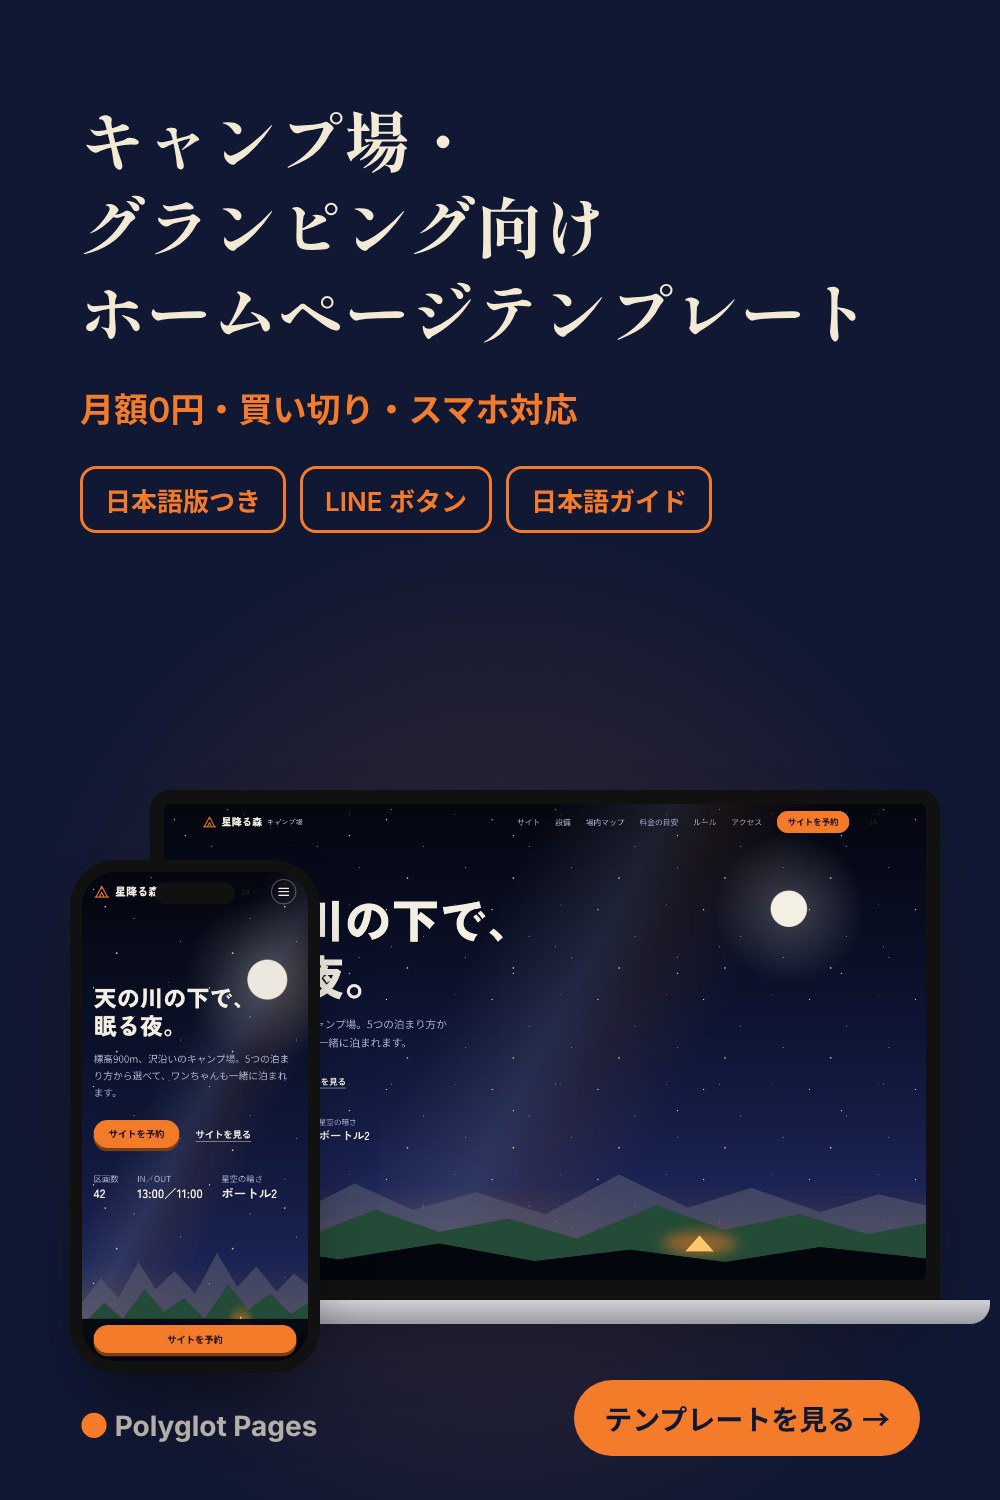 キャンプ場・
グランピング向け
ホームページテンプレート
月額0円・買い切り・スマホ対応
日本語版つき
LINE ボタン
日本語ガイド
星降る森 キャンプ場
サイト 設備 場内マップ 料金の目安 ルール アクセス サイトを予約 JA
川の下で、
夜。
ャンプ場。5つの泊まり方か
一緒に泊まれます。
を見る
星空の暗さ
ボートル2
星降る森
JA
天の川の下で、
眠る夜。
標高900m、沢沿いのキャンプ場。5つの泊ま
り方から選べて、ワンちゃんも一緒に泊まれ
ます。
サイトを予約 サイトを見る
区画数 IN／OUT 星空の暗さ
42 13:00／11:00 ボートル2
サイトを予約
Polyglot Pages
テンプレートを見る →